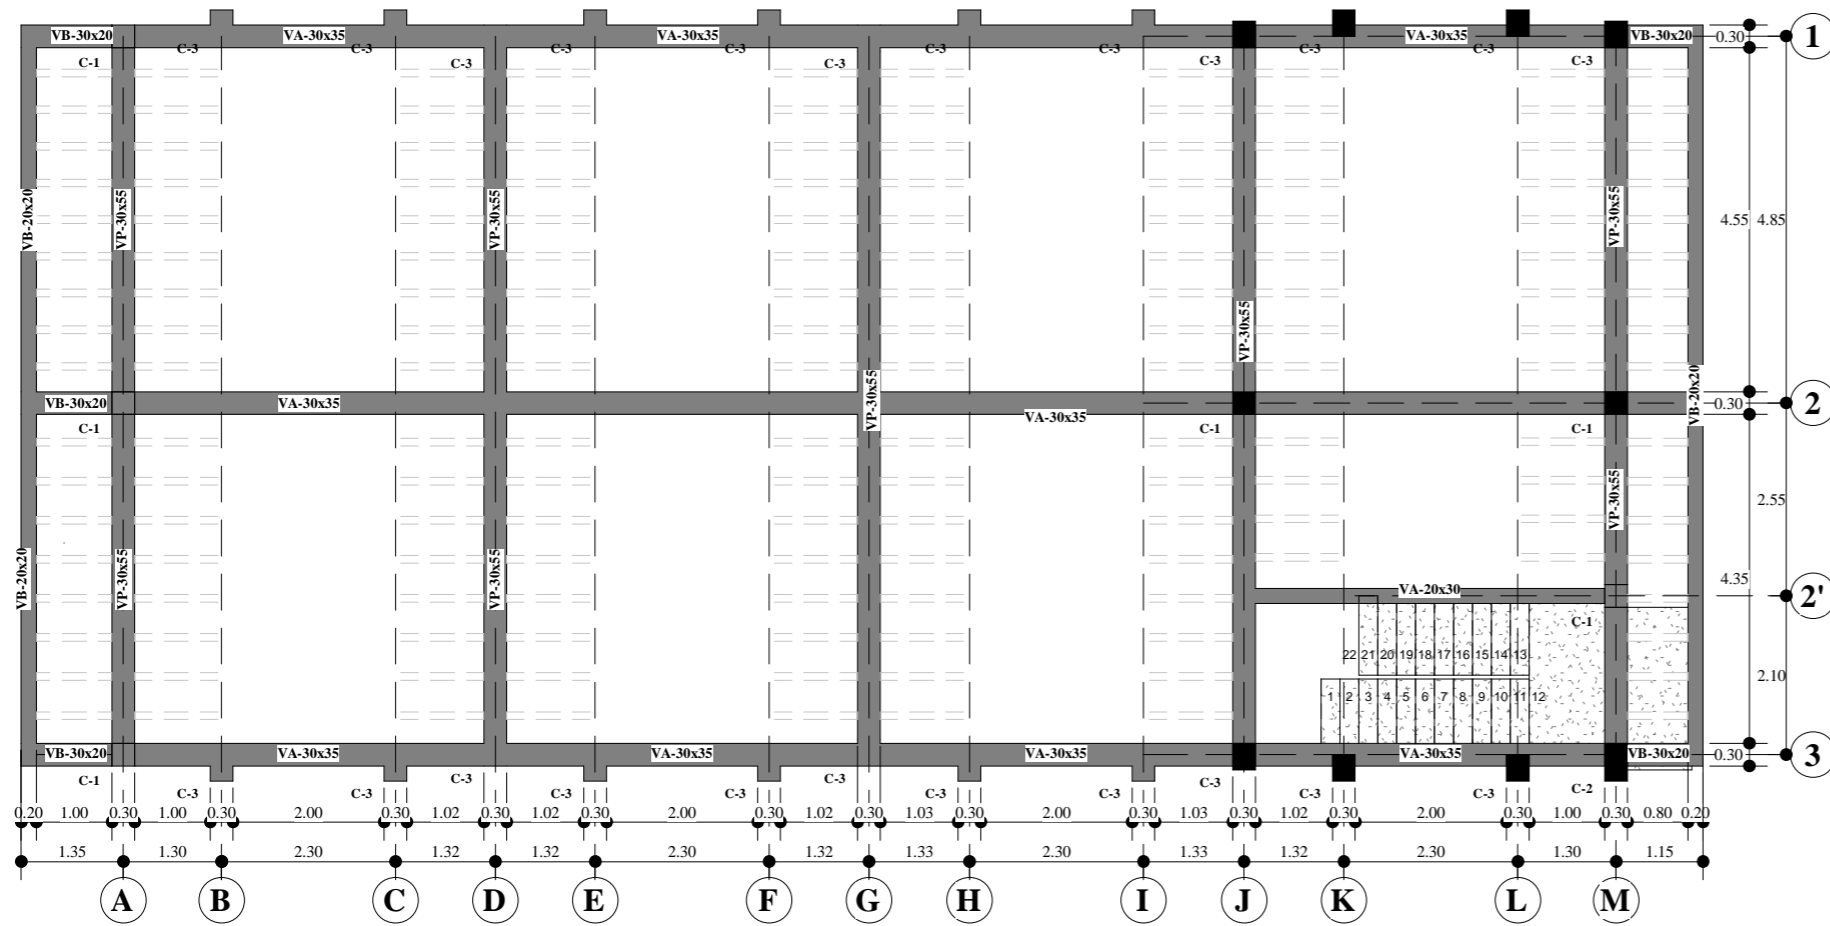 VB-30x20 VA-30x35 VA-30x35 VA-30x35 VB-30x20 0.30 1
C-3 C-3 C-3 C-3 C-3 C-3 C-3 C-3
C-1 C-3 C-3 C-3 C-3
VB-20x20 VP-30x55 VP-30x55 VP-30x55 4.55 4.85
VP-30x55
VP-30x55 VB-20x20
VB-30x20 VA-30x35 VA-30x35 0.30 2
C-1 C-1 C-1
VP-30x55 2.55
VB-20x20 VP-30x55 VP-30x55 VA-20x30 4.35 2'
C-1
22 21 20 19 18 17 16 15 14 13
1 2 3 4 5 6 7 8 9 10 11 12 2.10
VB-30x20 VA-30x35 VA-30x35 VA-30x35 VA-30x35 VB-30x20 0.30 3
C-1 C-3 C-3 C-3 C-2
C-3 C-3 C-3 C-3 C-3 C-3 C-3
0.20 1.00 0.30 1.00 0.30 2.00 0.30 1.02 0.30 1.02 0.30 2.00 0.30 1.02 0.30 1.03 0.30 2.00 0.30 1.03 0.30 1.02 0.30 2.00 0.30 1.00 0.30 0.80 0.20
1.35 1.30 2.30 1.32 1.32 2.30 1.32 1.33 2.30 1.33 1.32 2.30 1.30 1.15
A B C D E F G H I J K L M